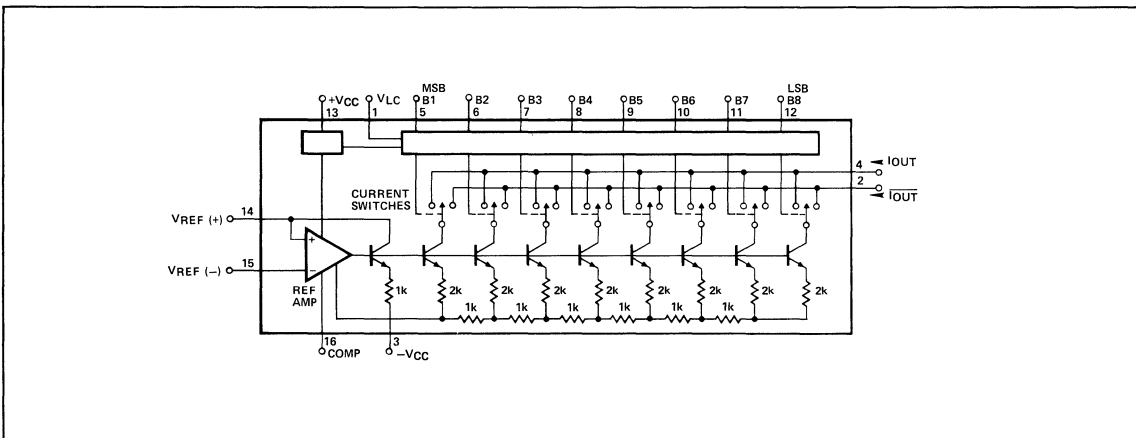 MSB LSB
+VCC VLC B1 B2 B3 B4 B5 B6 B7 B8
13 1 5 6 7 8 9 10 11 12
4 IOUT
2 IOUT
CURRENT
SWITCHES
14
VREF (+)
+
15
VREF (−)
−
REF
AMP
1k 2k 2k 2k 2k 2k 2k 2k 2k
1k 1k 1k 1k 1k 1k
16 3
COMP −VCC